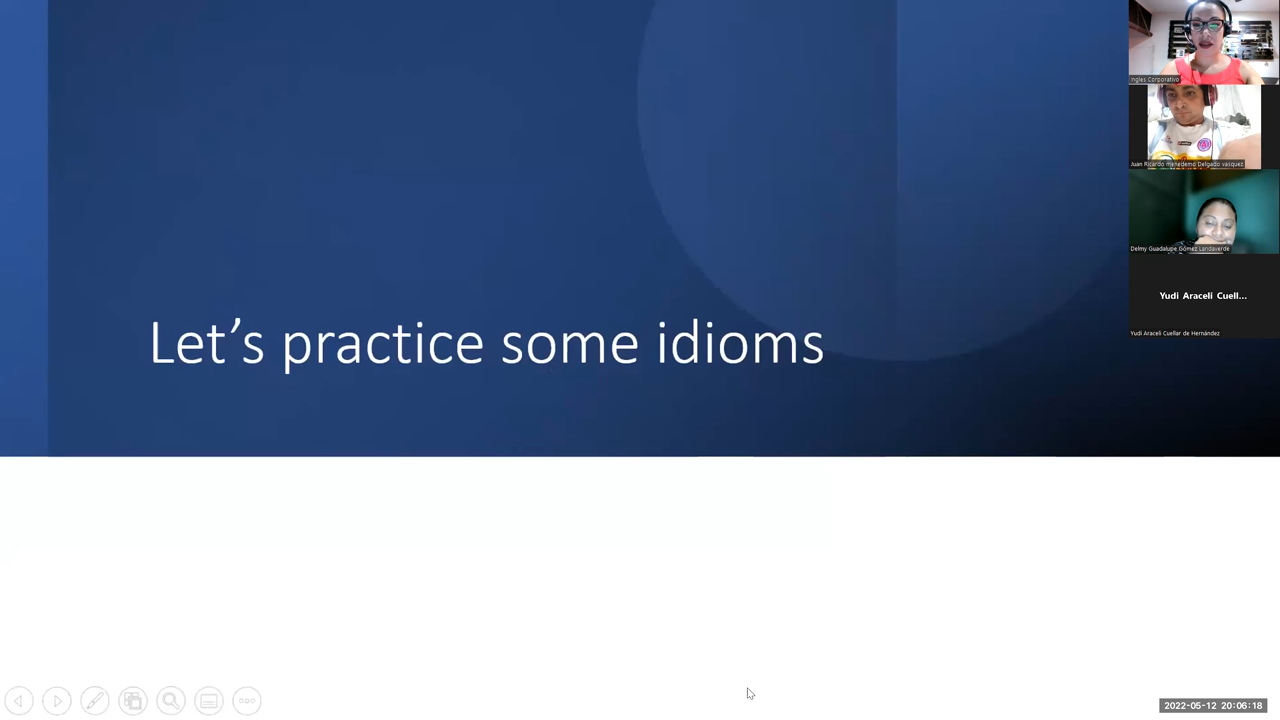 Let's practice some idioms
Ingles Corporativo
Juan Ricardo menedemo Delgado vasquez
Delmy Guadalupe Gómez Landaverde
Yudi Araceli Cuell...
Yudi Araceli Cuellar de Hernández
2022-05-12 20:06:18